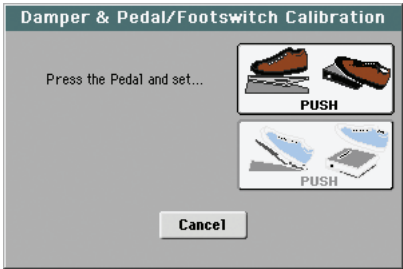 Damper & Pedal/Footswitch Calibration
Press the Pedal and set...
PUSH
PUSH
Cancel